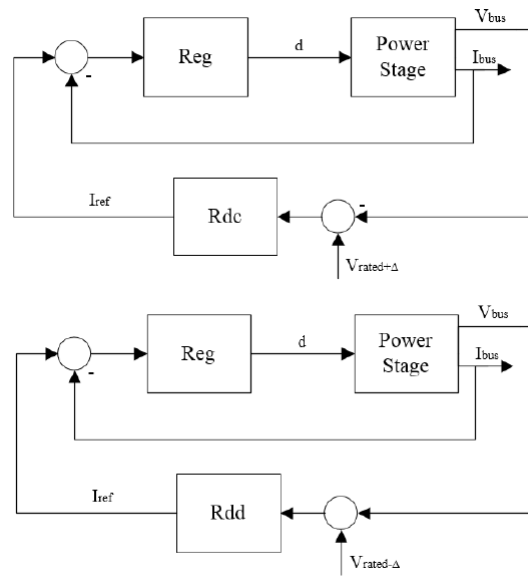 Vbus
Reg
d
Power
Stage
Ibus
-
Iref
Rdc
-
Vrated+Δ
Vbus
Reg
d
Power
Stage
Ibus
-
Iref
Rdd
Vrated-Δ